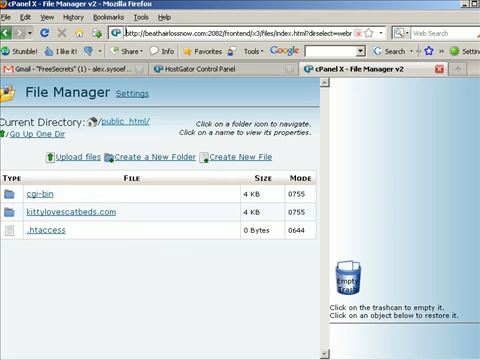 cPanel X - File Manager v2 - Mozilla Firefox
Edit View History Bookmarks Tools Help
http://beathairlossnow.com:2082/frontend/x3/files/index.html?dirselect=webr
Stumble! I like it! Share Info Favorites Tools Google Search
Gmail - "FreeSecrets" (1) - alex.sysoef... HostGator Control Panel cPanel X - File Manager v2
File Manager Settings
Current Directory: /public_html/
/Go Up One Dir
Click on a folder icon to navigate.
Click on a name to view its properties.
Upload files Create a New Folder Create New File
TYPE FILE SIZE MODE
cgi-bin 4 KB 0755
kittylovescatbeds.com 4 KB 0755
.htaccess 0 Bytes 0644
Empty
Trash
Click on the trashcan to empty it.
Click on an object below to restore it.